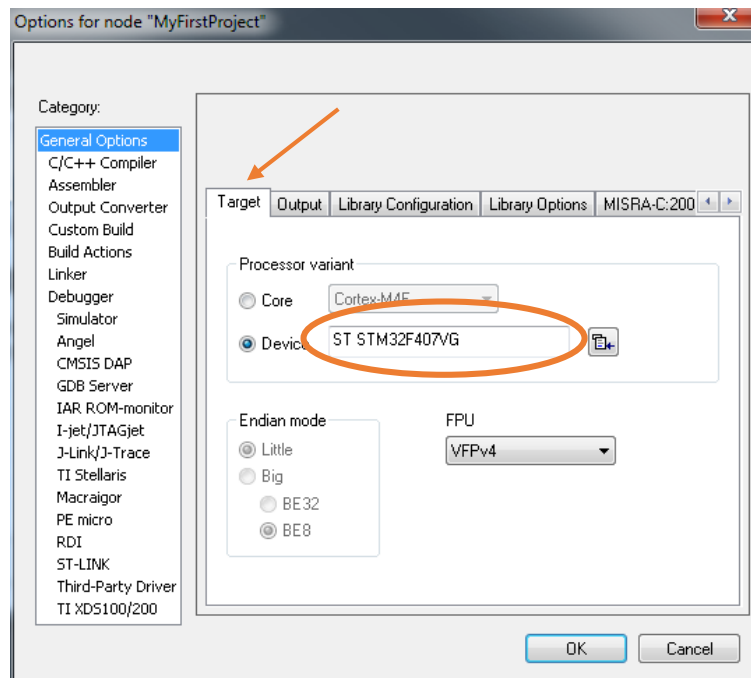 Options for node "MyFirstProject"
Category:
General Options
C/C++ Compiler
Assembler
Output Converter
Custom Build
Build Actions
Linker
Debugger
Simulator
Angel
CMSIS DAP
GDB Server
IAR ROM-monitor
I-jet/JTAGjet
J-Link/J-Trace
TI Stellaris
Macraigor
PE micro
RDI
ST-LINK
Third-Party Driver
TI XDS100/200
Target Output Library Configuration Library Options MISRA-C:200
Processor variant
Core Cortex-M4F
Device ST STM32F407VG
Endian mode
Little
Big
BE32
BE8
FPU
VFPv4
OK Cancel